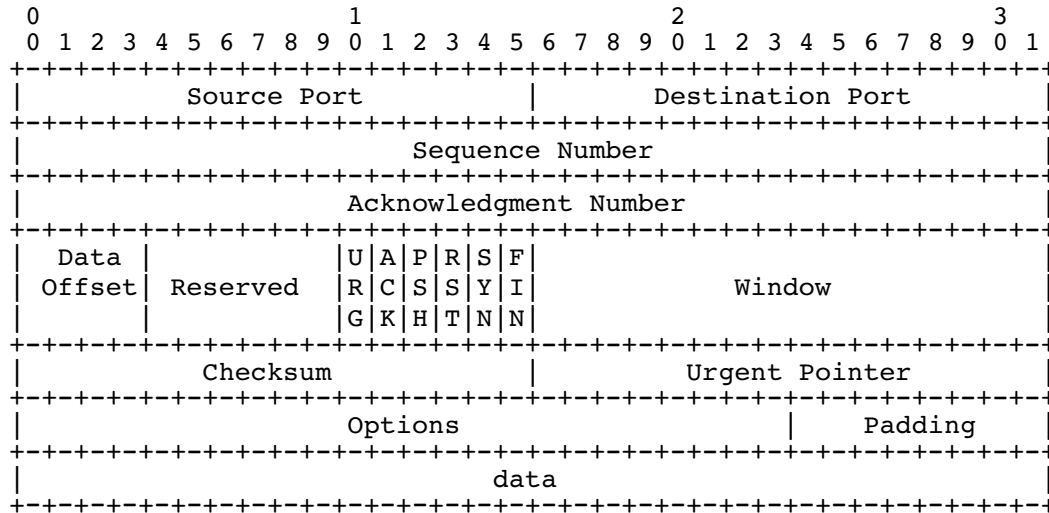 0                   1                   2                   3
 0 1 2 3 4 5 6 7 8 9 0 1 2 3 4 5 6 7 8 9 0 1 2 3 4 5 6 7 8 9 0 1
+-+-+-+-+-+-+-+-+-+-+-+-+-+-+-+-+-+-+-+-+-+-+-+-+-+-+-+-+-+-+-+-+
|          Source Port          |       Destination Port        |
+-+-+-+-+-+-+-+-+-+-+-+-+-+-+-+-+-+-+-+-+-+-+-+-+-+-+-+-+-+-+-+-+
|                        Sequence Number                        |
+-+-+-+-+-+-+-+-+-+-+-+-+-+-+-+-+-+-+-+-+-+-+-+-+-+-+-+-+-+-+-+-+
|                    Acknowledgment Number                      |
+-+-+-+-+-+-+-+-+-+-+-+-+-+-+-+-+-+-+-+-+-+-+-+-+-+-+-+-+-+-+-+-+
|  Data |           |U|A|P|R|S|F|                               |
| Offset| Reserved  |R|C|S|S|Y|I|            Window             |
|       |           |G|K|H|T|N|N|                               |
+-+-+-+-+-+-+-+-+-+-+-+-+-+-+-+-+-+-+-+-+-+-+-+-+-+-+-+-+-+-+-+-+
|           Checksum            |         Urgent Pointer        |
+-+-+-+-+-+-+-+-+-+-+-+-+-+-+-+-+-+-+-+-+-+-+-+-+-+-+-+-+-+-+-+-+
|                    Options                    |    Padding    |
+-+-+-+-+-+-+-+-+-+-+-+-+-+-+-+-+-+-+-+-+-+-+-+-+-+-+-+-+-+-+-+-+
|                             data                              |
+-+-+-+-+-+-+-+-+-+-+-+-+-+-+-+-+-+-+-+-+-+-+-+-+-+-+-+-+-+-+-+-+